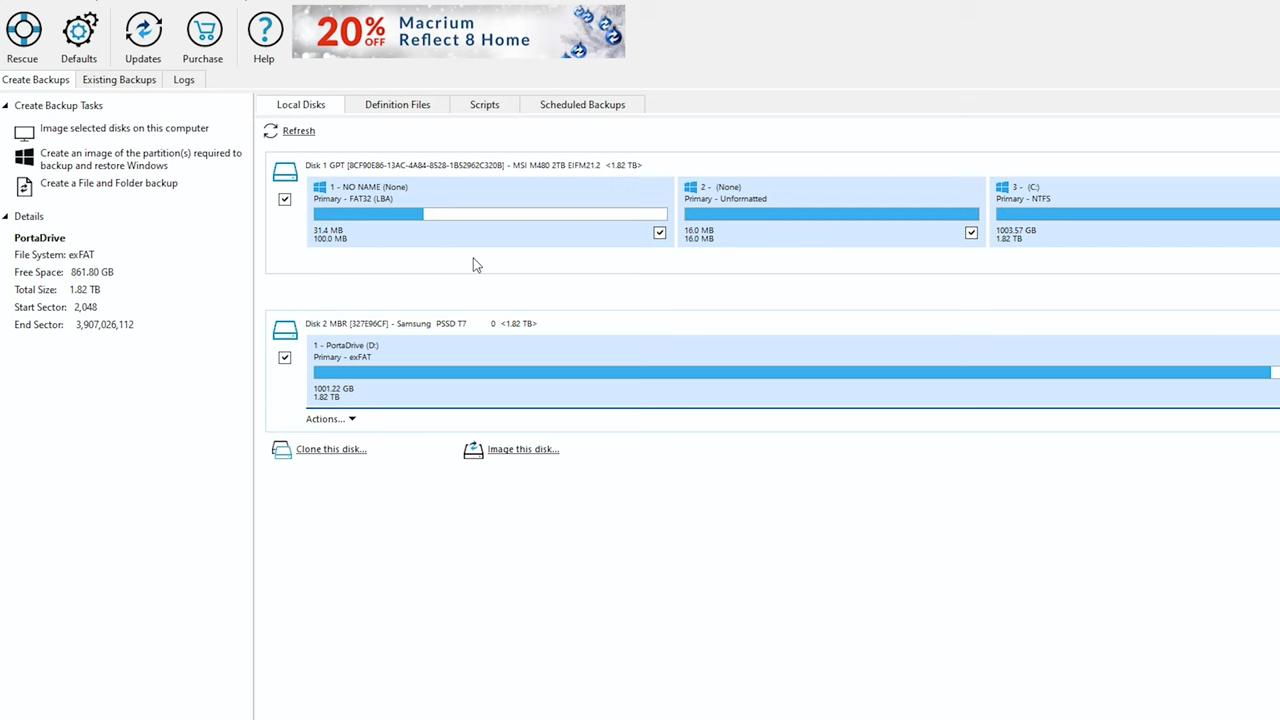 Rescue
Defaults
Updates
Purchase
Help
20% OFF
Macrium
Reflect 8 Home
Create Backups
Existing Backups
Logs
Create Backup Tasks
Image selected disks on this computer
Create an image of the partition(s) required to
backup and restore Windows
Create a File and Folder backup
Details
PortaDrive
File System: exFAT
Free Space: 861.80 GB
Total Size: 1.82 TB
Start Sector: 2,048
End Sector: 3,907,026,112
Local Disks
Definition Files
Scripts
Scheduled Backups
Refresh
Disk 1 GPT [8CF90E86-13AC-4A84-8528-1B52962C320B] - MSI M480 2TB EIFM21.2 <1.82 TB>
1 - NO NAME (None)
Primary - FAT32 (LBA)
31.4 MB
100.0 MB
2 - (None)
Primary - Unformatted
16.0 MB
16.0 MB
3 - (C:)
Primary - NTFS
1003.57 GB
1.82 TB
Disk 2 MBR [327E96CF] - Samsung PSSD T7 0 <1.82 TB>
1 - PortaDrive (D:)
Primary - exFAT
1001.22 GB
1.82 TB
Actions...
Clone this disk...
Image this disk...